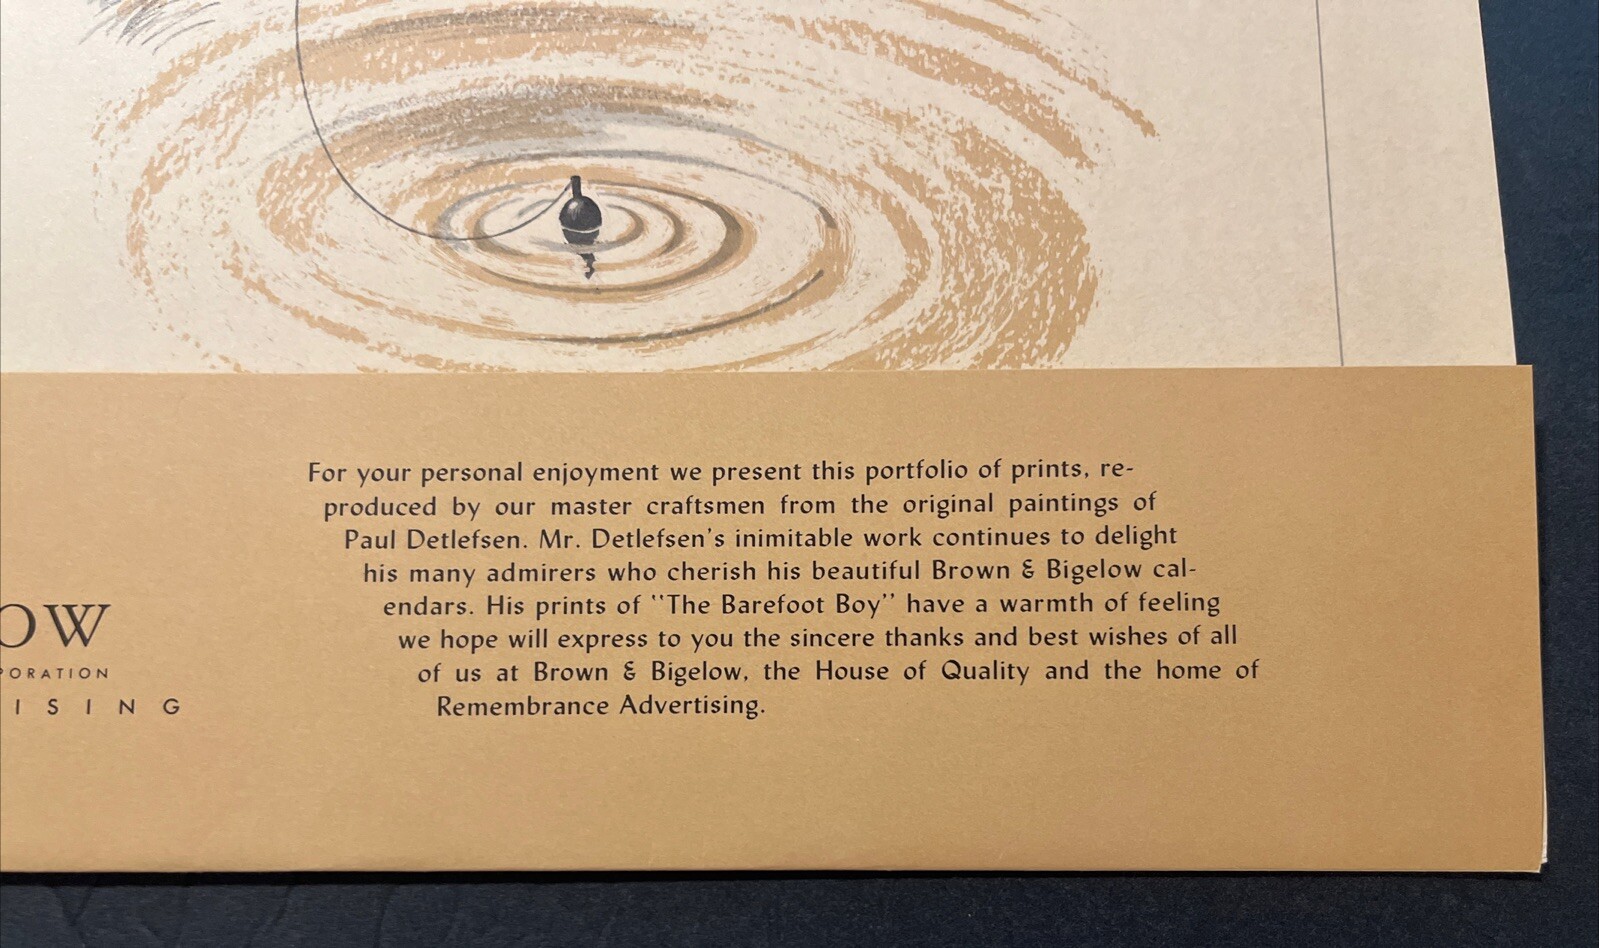 For your personal enjoyment we present this portfolio of prints, re-
produced by our master craftsmen from the original paintings of
Paul Detlefsen. Mr. Detlefsen's inimitable work continues to delight
his many admirers who cherish his beautiful Brown & Bigelow cal-
endars. His prints of "The Barefoot Boy" have a warmth of feeling
we hope will express to you the sincere thanks and best wishes of all
of us at Brown & Bigelow, the House of Quality and the home of
Remembrance Advertising.
OW
PORATION
ISING